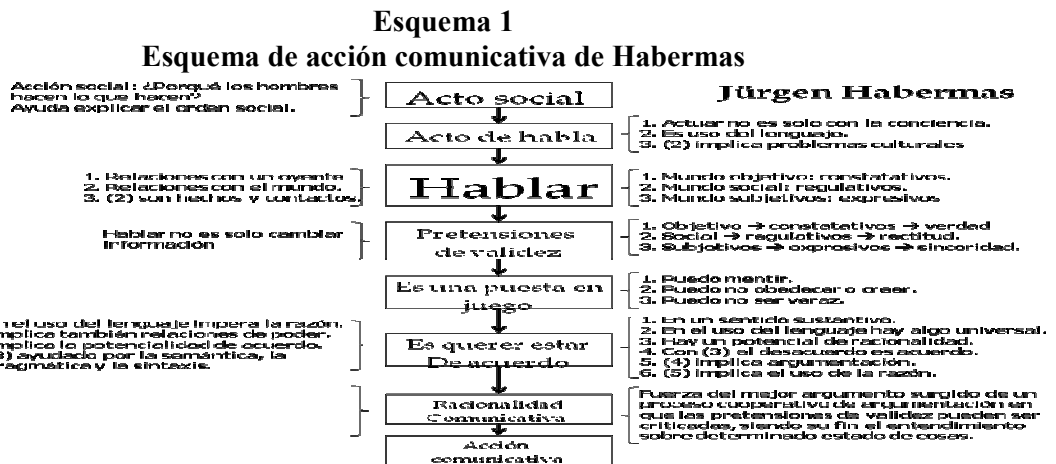 Esquema 1
Esquema de acción comunicativa de Habermas
Jürgen Habermas
Acción social: ¿Porqué los hombres
hacen lo que hacen?
Ayuda explicar el orden social.
Acto social
Acto de habla
1. Actuar no es solo con la conciencia.
2. Es uso del lenguaje.
3. (2) implica problemas culturales
1. Relaciones con un oyente
2. Relaciones con el mundo.
3. (2) son hechos y contactos.
Hablar
1. Mundo objetivo: constatativos.
2. Mundo social: regulativos.
3. Mundo subjetivos: expresivos
Hablar no es solo cambiar
información
Pretensiones
de validez
1. Objetivo → constatativos → verdad
2. Social → regulativos → rectitud.
3. Subjetivos → expresivos → sinceridad.
Es una puesta en
juego
1. Puedo mentir.
2. Puedo no obedecer o creer.
3. Puedo no ser veraz.
n el uso del lenguaje impera la razón.
mplica también relaciones de poder.
mplica la potencialidad de acuerdo.
3) ayudado por la semántica, la
ragmática y la sintaxis.
Es querer estar
De acuerdo
1. En un sentido sustantivo.
2. En el uso del lenguaje hay algo universal.
3. Hay un potencial de racionalidad.
4. Con (3) el desacuerdo es acuerdo.
5. (4) implica argumentación.
6. (5) implica el uso de la razón.
Racionalidad
Comunicativa
Fuerza del mejor argumento surgido de un
proceso cooperativo de argumentación en
que las pretensiones de validez pueden ser
criticadas, siendo su fin el entendimiento
sobre determinado estado de cosas.
Acción
comunicativa